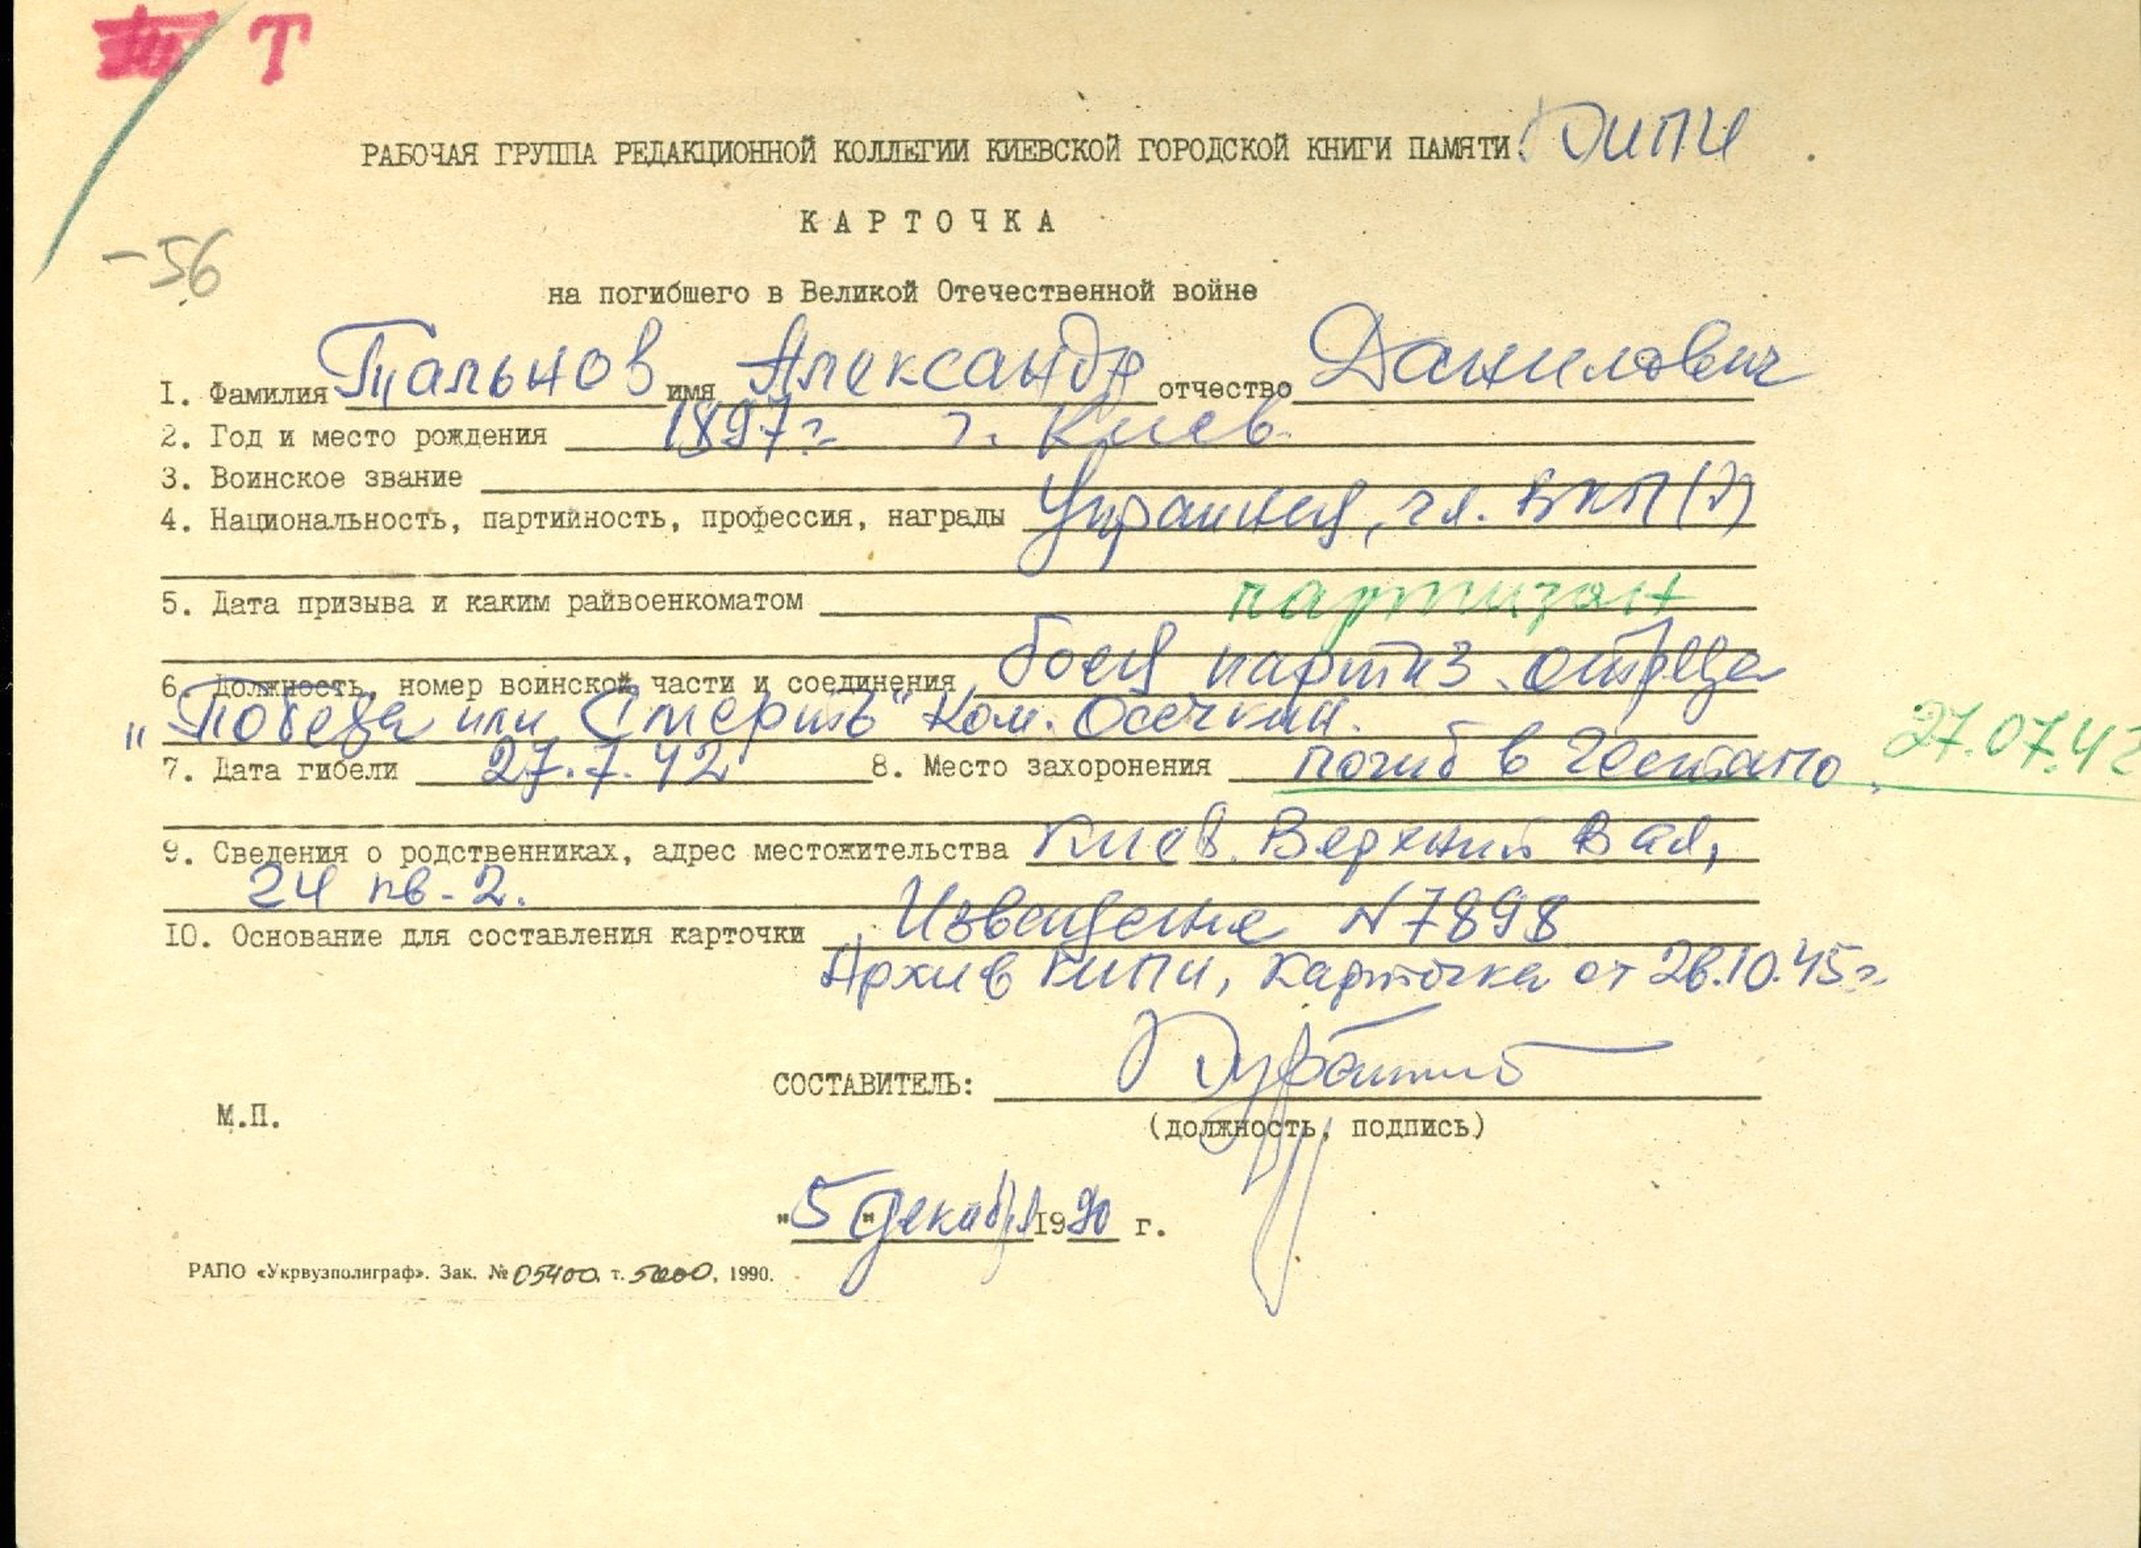 Т
РАБОЧАЯ ГРУППА РЕДАКЦИОННОЙ КОЛЛЕГИИ КИЕВСКОЙ ГОРОДСКОЙ КНИГИ ПАМЯТИ. КИПИ
КАРТОЧКА
-56
на погибшего в Великой Отечественной войне
I. Фамилия Тальнов имя Александр отчество Данилович
2. Год и место рождения 1897г г. Киев
3. Воинское звание
4. Национальность, партийность, профессия, награды Украинец, чл. ВКП(б)
5. Дата призыва и каким райвоенкоматом партизан
6. Должность, номер воинской части и соединения боец партиз. отряда
"Победа или Смерть" Ком. Осечкин.
7. Дата гибели 27.7.42 8. Место захоронения погиб в Гестапо. 27.07.42
9. Сведения о родственниках, адрес местожительства Киев. Верхний Вал,
24 кв-2.
IO. Основание для составления карточки Извещение N7898
Архив КИПИ, Карточка от 26.10.45г.
СОСТАВИТЕЛЬ:
М.П.
(должность, подпись)
"5" декабря 1990 г.
РАПО «Укрвузполиграф». Зак. № 05400. т. 5000, 1990.